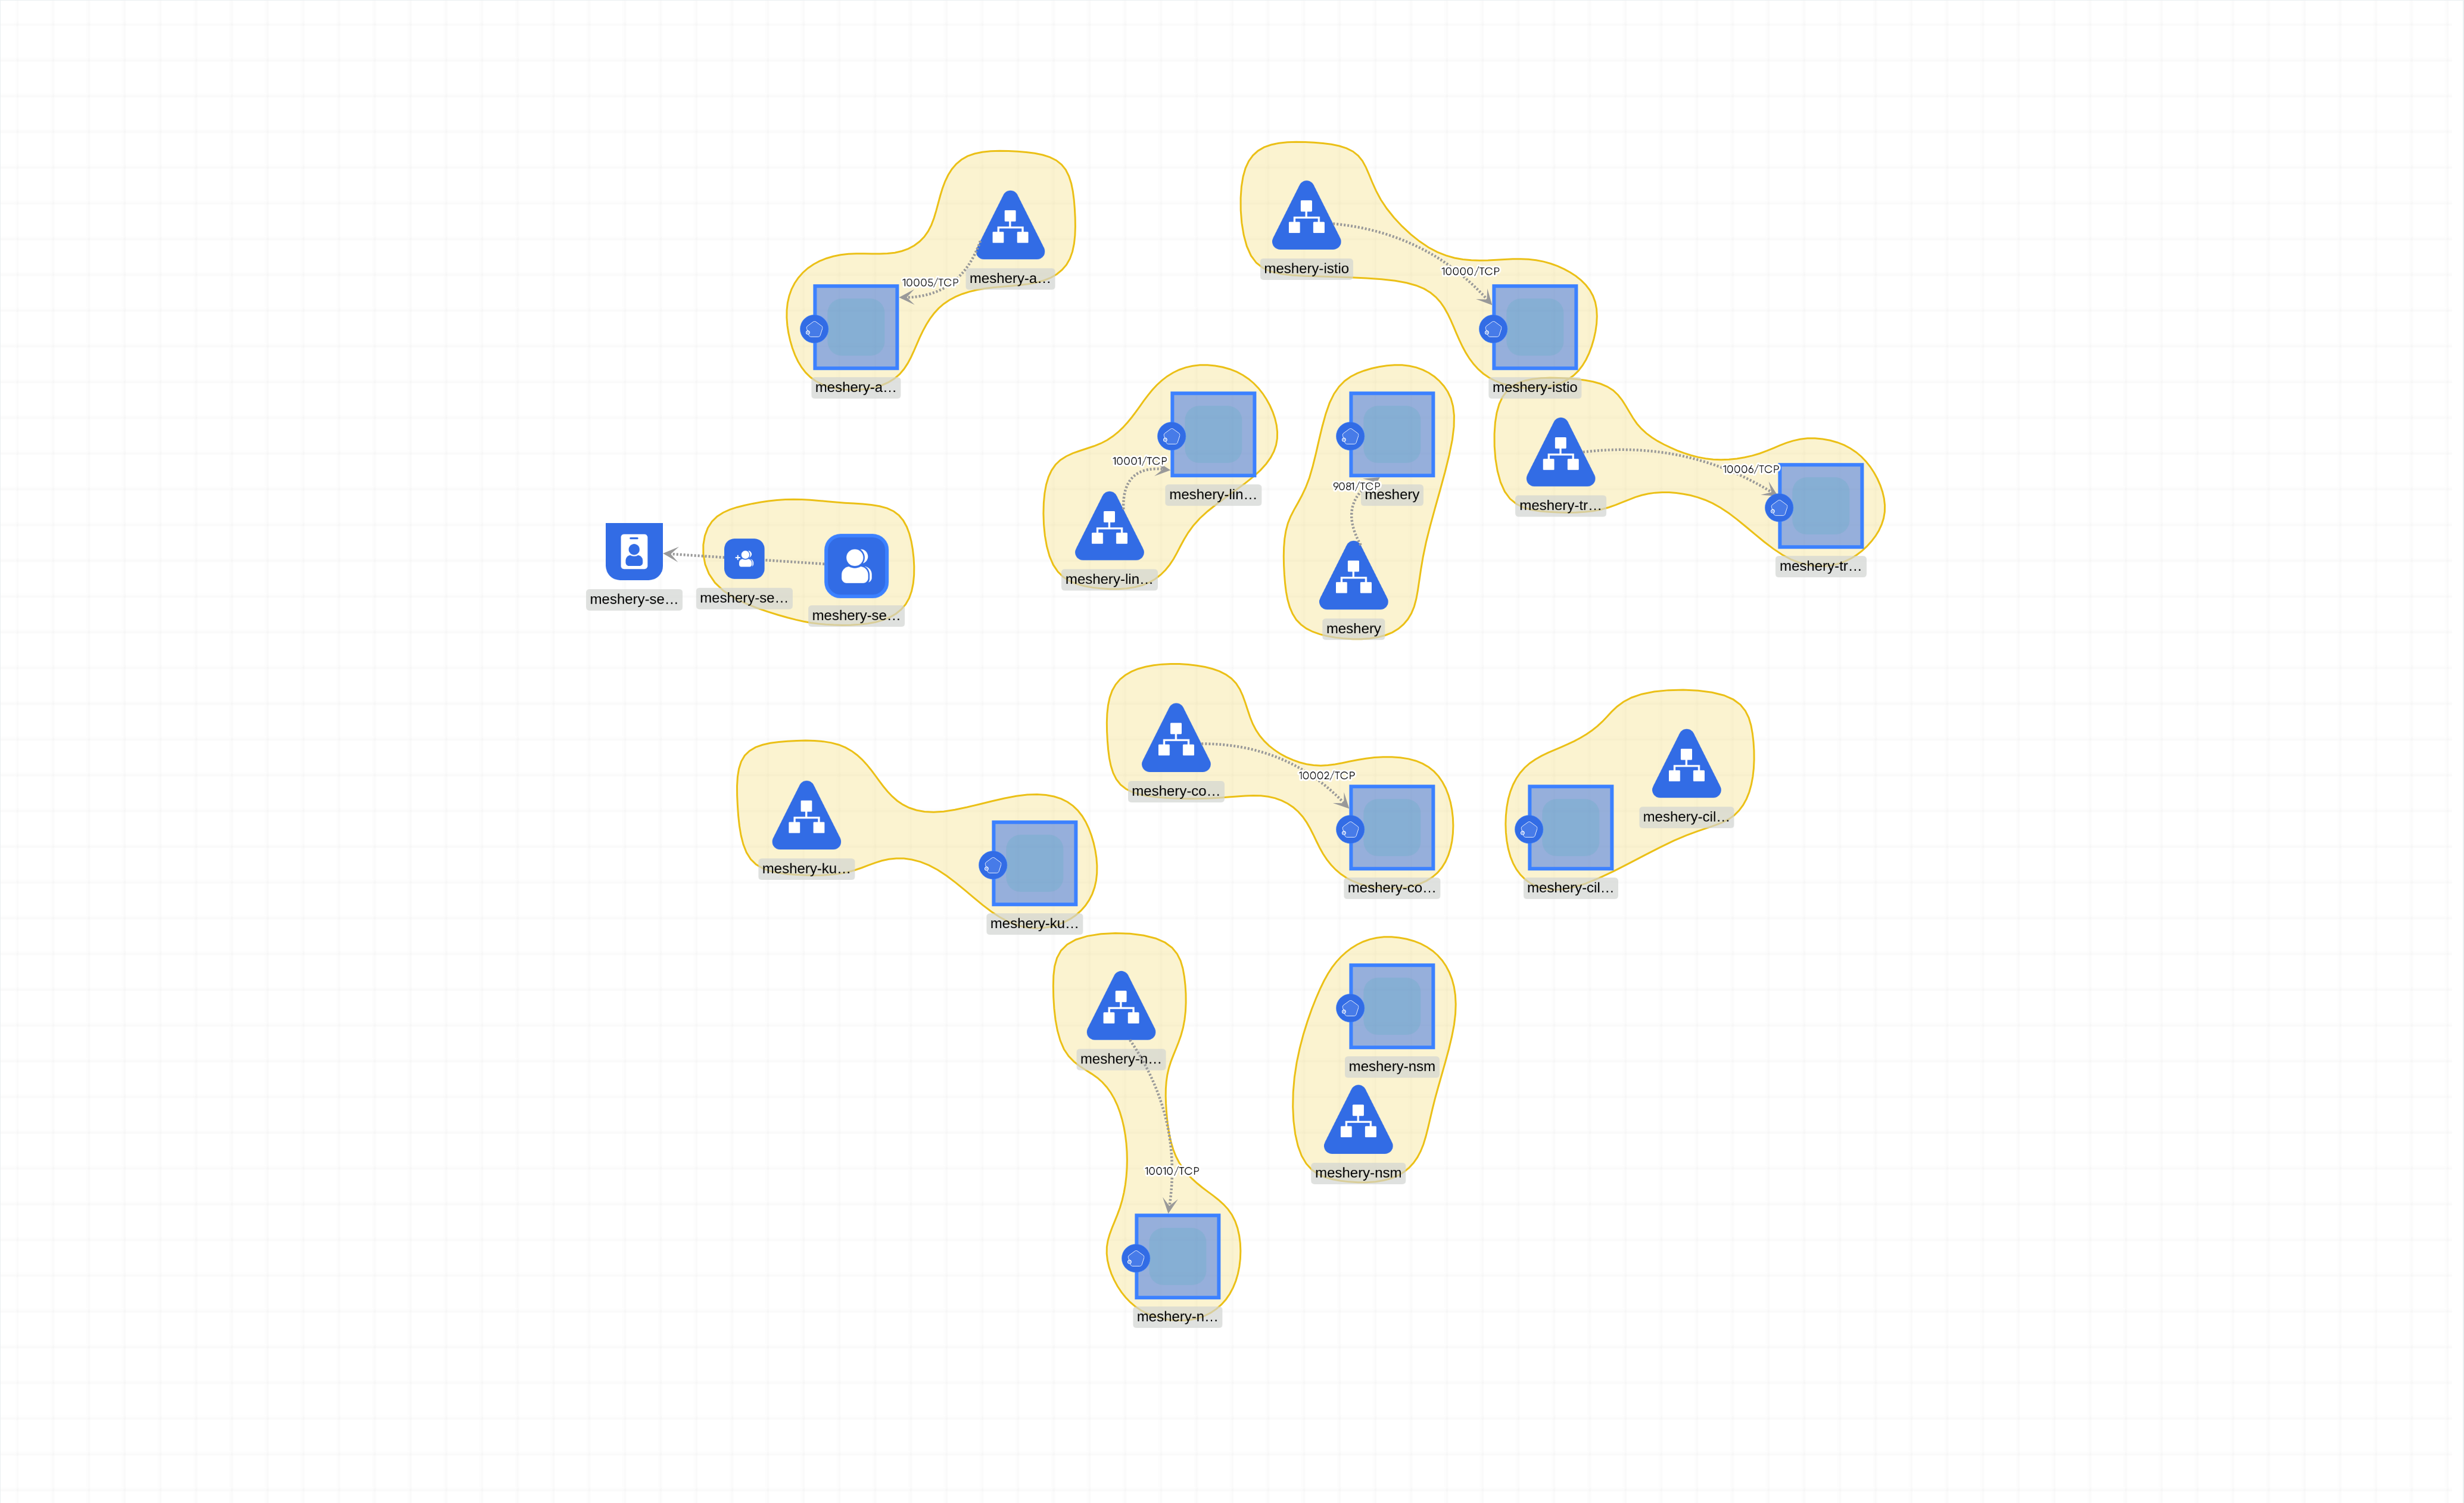 meshery-a…
10005/TCP
meshery-a…
meshery-istio
10000/TCP
meshery-istio
meshery-lin…
10001/TCP
meshery-lin…
meshery
9081/TCP
meshery
meshery-tr…
10006/TCP
meshery-tr…
meshery-se…
meshery-se…
meshery-se…
meshery-co…
10002/TCP
meshery-co…
meshery-cil…
meshery-cil…
meshery-ku…
meshery-ku…
meshery-n…
10010/TCP
meshery-n…
meshery-nsm
meshery-nsm